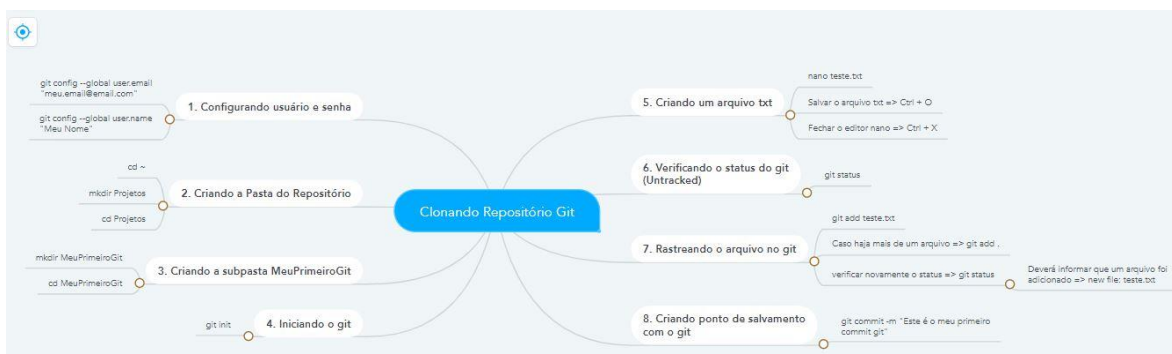 Clonando Repositório Git
1. Configurando usuário e senha
git config --global user.email
"meu.email@email.com"
git config --global user.name
"Meu Nome"
2. Criando a Pasta do Repositório
cd ~
mkdir Projetos
cd Projetos
3. Criando a subpasta MeuPrimeiroGit
mkdir MeuPrimeiroGit
cd MeuPrimeiroGit
4. Iniciando o git
git init
5. Criando um arquivo txt
nano teste.txt
Salvar o arquivo txt => Ctrl + O
Fechar o editor nano => Ctrl + X
6. Verificando o status do git
(Untracked)
git status
7. Rastreando o arquivo no git
git add teste.txt
Caso haja mais de um arquivo => git add .
verificar novamente o status => git status
Deverá informar que um arquivo foi
adicionado => new file: teste.txt
8. Criando ponto de salvamento
com o git
git commit -m "Este é o meu primeiro
commit git"